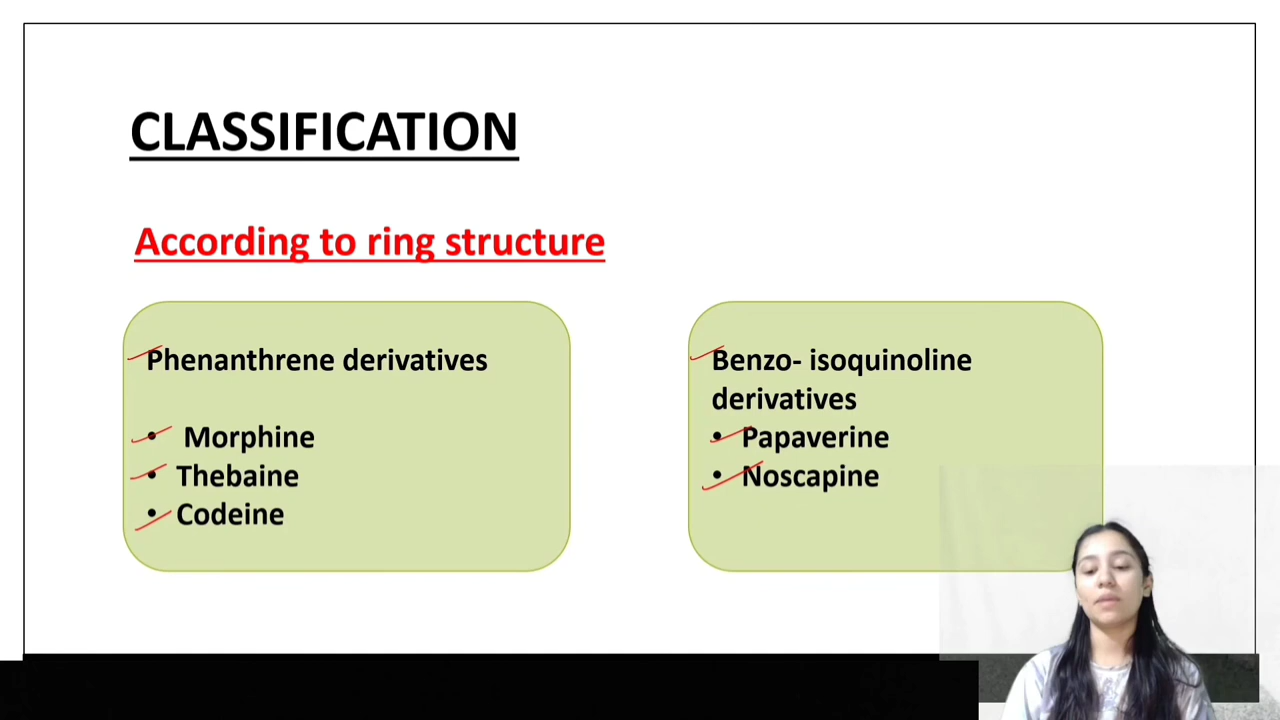 CLASSIFICATION
According to ring structure
Phenanthrene derivatives
• Morphine
• Thebaine
• Codeine
Benzo- isoquinoline
derivatives
• Papaverine
• Noscapine